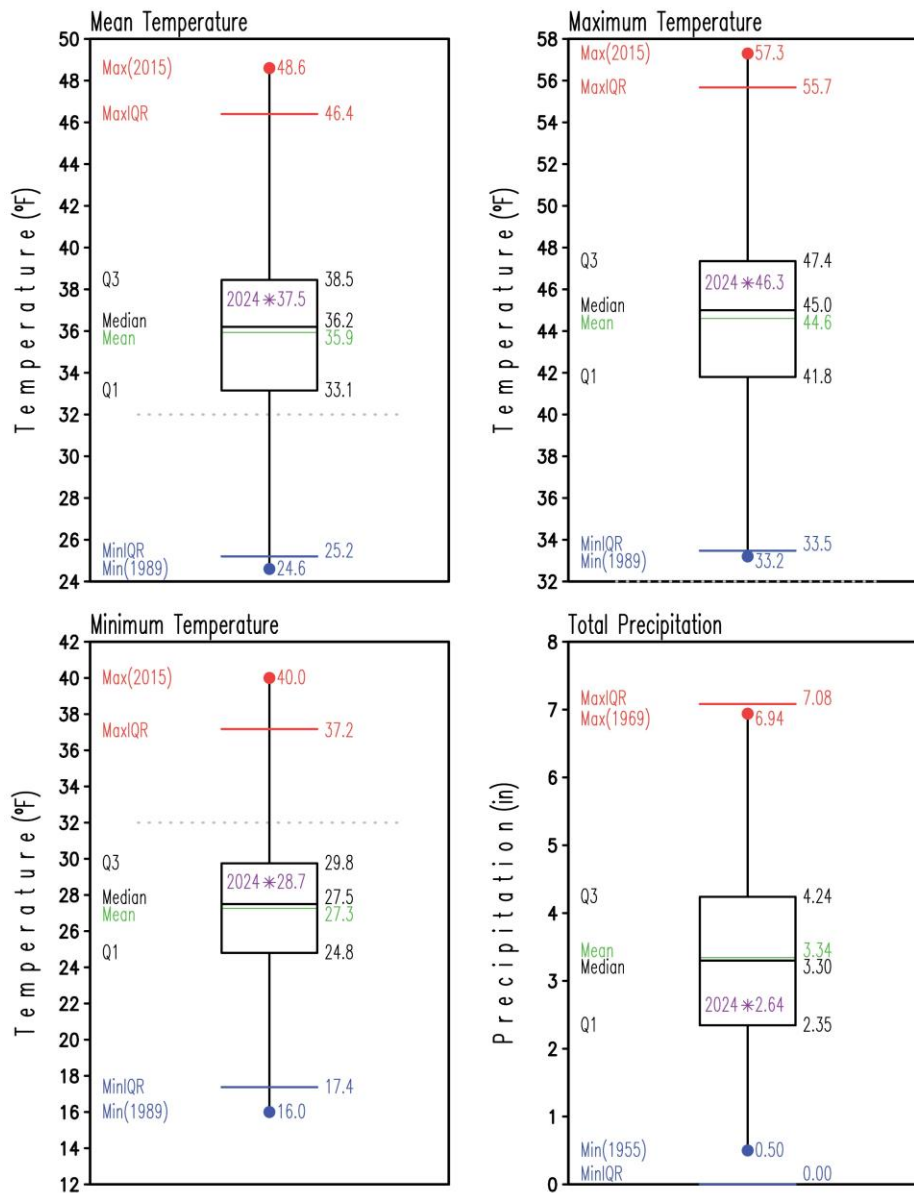 Mean Temperature
Temperature (ºF)
50
48
46
44
42
40
38
36
34
32
30
28
26
24
Max(2015) 48.6
MaxIQR 46.4
Q3 38.5
2024 * 37.5
Median 36.2
Mean 35.9
Q1 33.1
MinIQR 25.2
Min(1989) 24.6
Maximum Temperature
Temperature (ºF)
58
56
54
52
50
48
46
44
42
40
38
36
34
32
Max(2015) 57.3
MaxIQR 55.7
Q3 47.4
2024 * 46.3
Median 45.0
Mean 44.6
Q1 41.8
MinIQR 33.5
Min(1989) 33.2
Minimum Temperature
Temperature (ºF)
42
40
38
36
34
32
30
28
26
24
22
20
18
16
14
12
Max(2015) 40.0
MaxIQR 37.2
Q3 29.8
2024 * 28.7
Median 27.5
Mean 27.3
Q1 24.8
MinIQR 17.4
Min(1989) 16.0
Total Precipitation
Precipitation (in)
8
7
6
5
4
3
2
1
0
MaxIQR 7.08
Max(1969) 6.94
Q3 4.24
Mean 3.34
Median 3.30
2024 * 2.64
Q1 2.35
Min(1955) 0.50
MinIQR 0.00